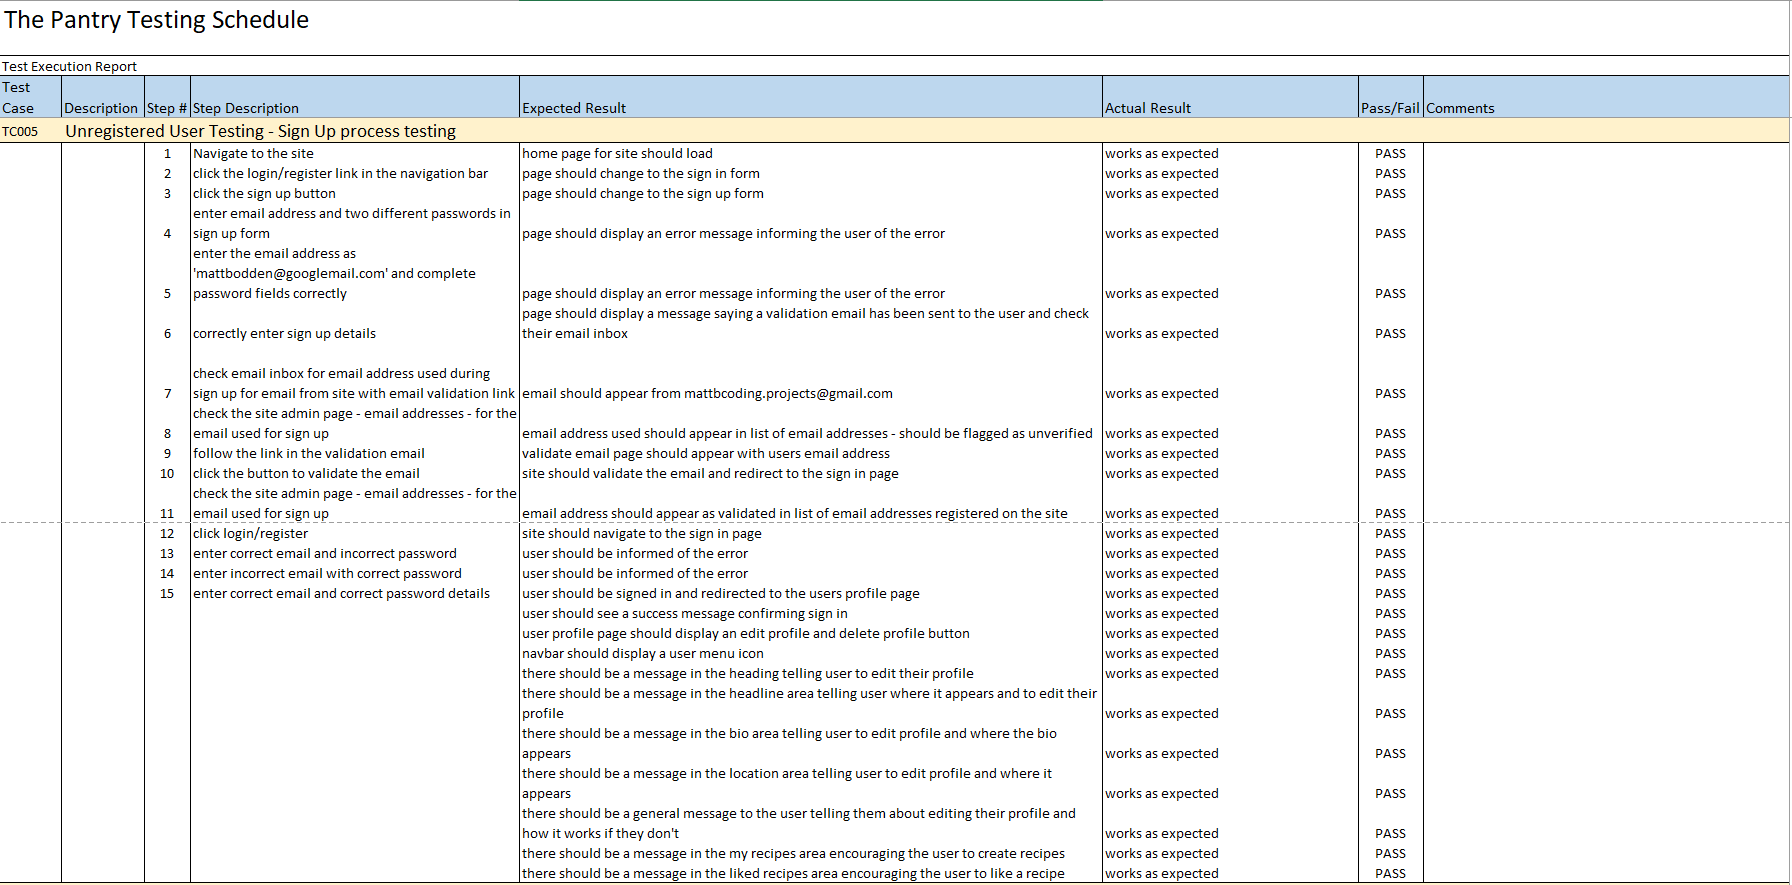 The Pantry Testing Schedule
Test Execution Report
Test Case Description Step # Step Description Expected Result Actual Result Pass/Fail Comments
TC005 Unregistered User Testing - Sign Up process testing
1 Navigate to the site home page for site should load works as expected PASS
2 click the login/register link in the navigation bar page should change to the sign in form works as expected PASS
3 click the sign up button page should change to the sign up form works as expected PASS
enter email address and two different passwords in
4 sign up form page should display an error message informing the user of the error works as expected PASS
enter the email address as
'mattbodden@googlemail.com' and complete
5 password fields correctly page should display an error message informing the user of the error works as expected PASS
page should display a message saying a validation email has been sent to the user and check
6 correctly enter sign up details their email inbox works as expected PASS
check email inbox for email address used during
7 sign up for email from site with email validation link email should appear from mattbcoding.projects@gmail.com works as expected PASS
check the site admin page - email addresses - for the
8 email used for sign up email address used should appear in list of email addresses - should be flagged as unverified works as expected PASS
9 follow the link in the validation email validate email page should appear with users email address works as expected PASS
10 click the button to validate the email site should validate the email and redirect to the sign in page works as expected PASS
check the site admin page - email addresses - for the
11 email used for sign up email address should appear as validated in list of email addresses registered on the site works as expected PASS
12 click login/register site should navigate to the sign in page works as expected PASS
13 enter correct email and incorrect password user should be informed of the error works as expected PASS
14 enter incorrect email with correct password user should be informed of the error works as expected PASS
15 enter correct email and correct password details user should be signed in and redirected to the users profile page works as expected PASS
user should see a success message confirming sign in works as expected PASS
user profile page should display an edit profile and delete profile button works as expected PASS
navbar should display a user menu icon works as expected PASS
there should be a message in the heading telling user to edit their profile works as expected PASS
there should be a message in the headline area telling user where it appears and to edit their
profile works as expected PASS
there should be a message in the bio area telling user to edit profile and where the bio
appears works as expected PASS
there should be a message in the location area telling user to edit profile and where it
appears works as expected PASS
there should be a general message to the user telling them about editing their profile and
how it works if they don't works as expected PASS
there should be a message in the my recipes area encouraging the user to create recipes works as expected PASS
there should be a message in the liked recipes area encouraging the user to like a recipe works as expected PASS